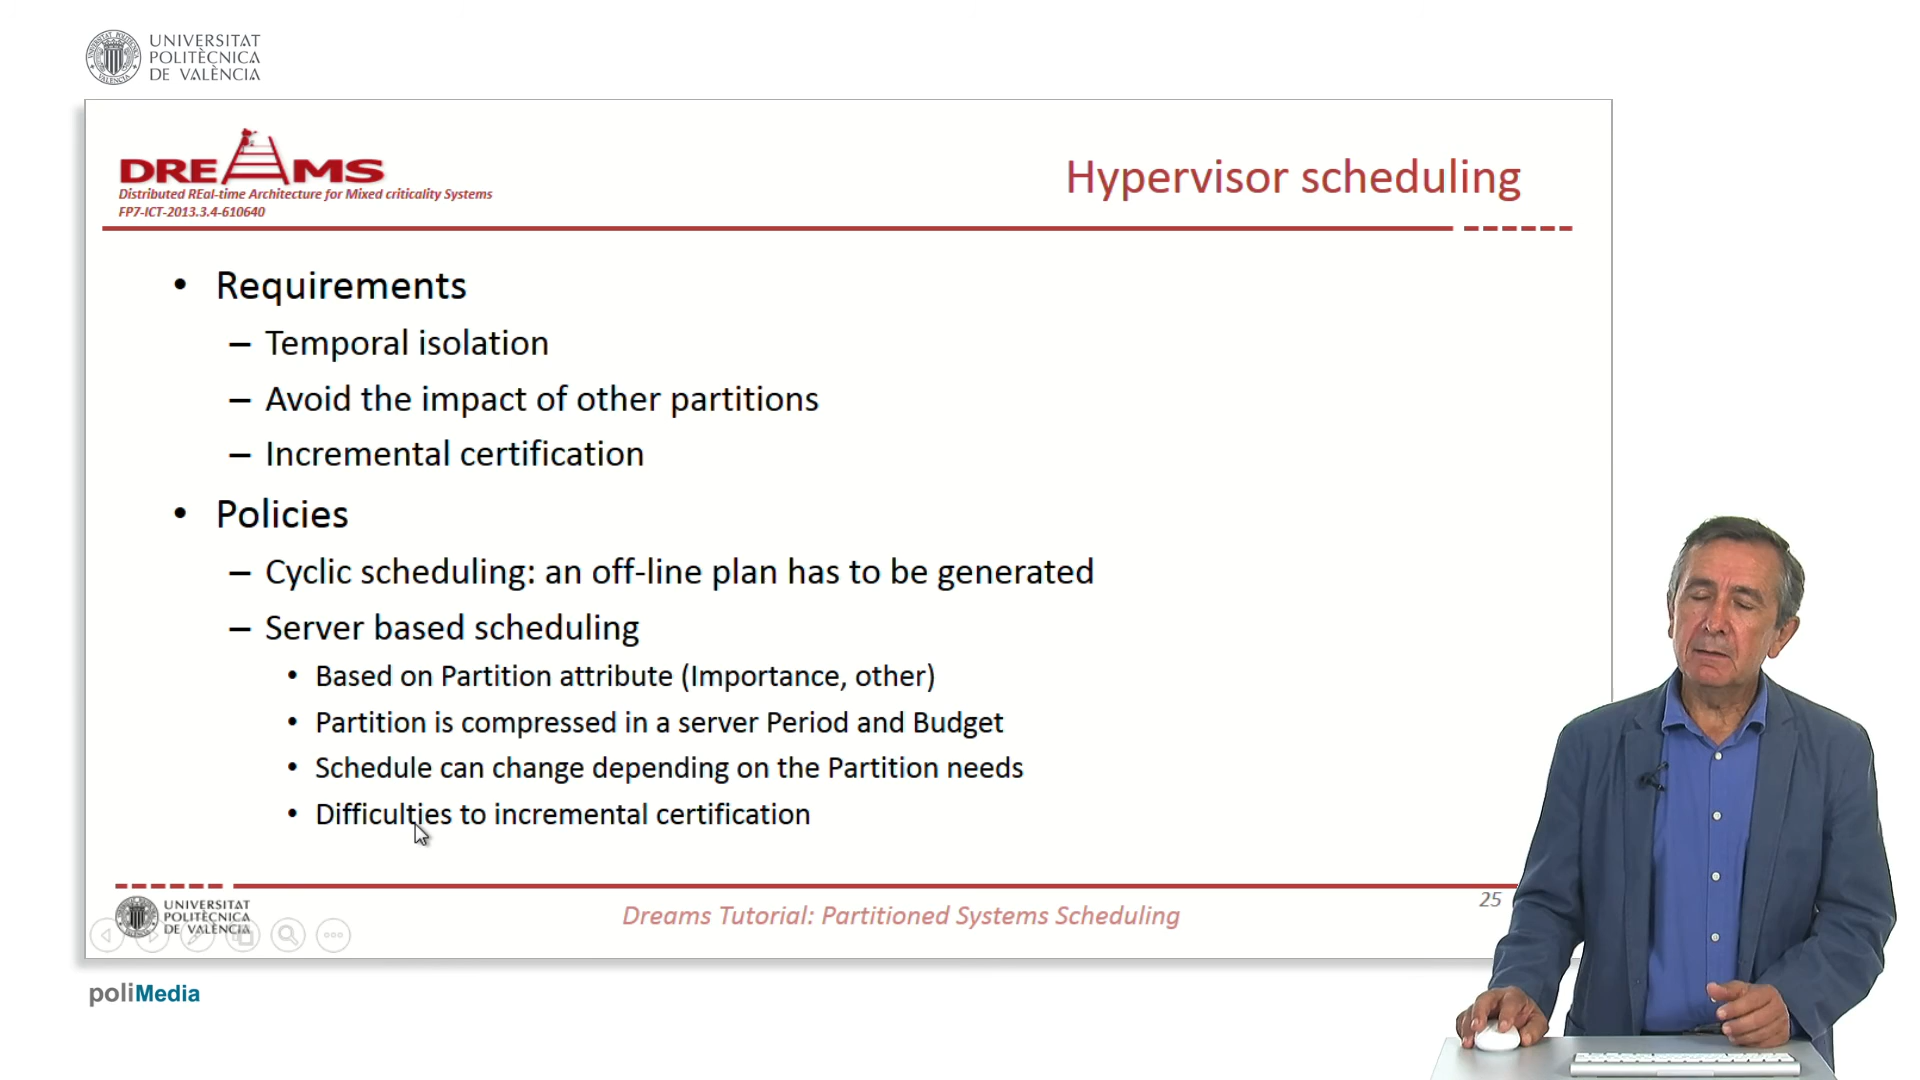 UNIVERSITAT
POLITÈCNICA
DE VALÈNCIA
DREAMS
Distributed REal-time Architecture for Mixed criticality Systems
FP7-ICT-2013.3.4-610640
Hypervisor scheduling
• Requirements
– Temporal isolation
– Avoid the impact of other partitions
– Incremental certification
• Policies
– Cyclic scheduling: an off-line plan has to be generated
– Server based scheduling
• Based on Partition attribute (Importance, other)
• Partition is compressed in a server Period and Budget
• Schedule can change depending on the Partition needs
• Difficulties to incremental certification
UNIVERSITAT
POLITÈCNICA
DE VALÈNCIA
Dreams Tutorial: Partitioned Systems Scheduling
25
poliMedia